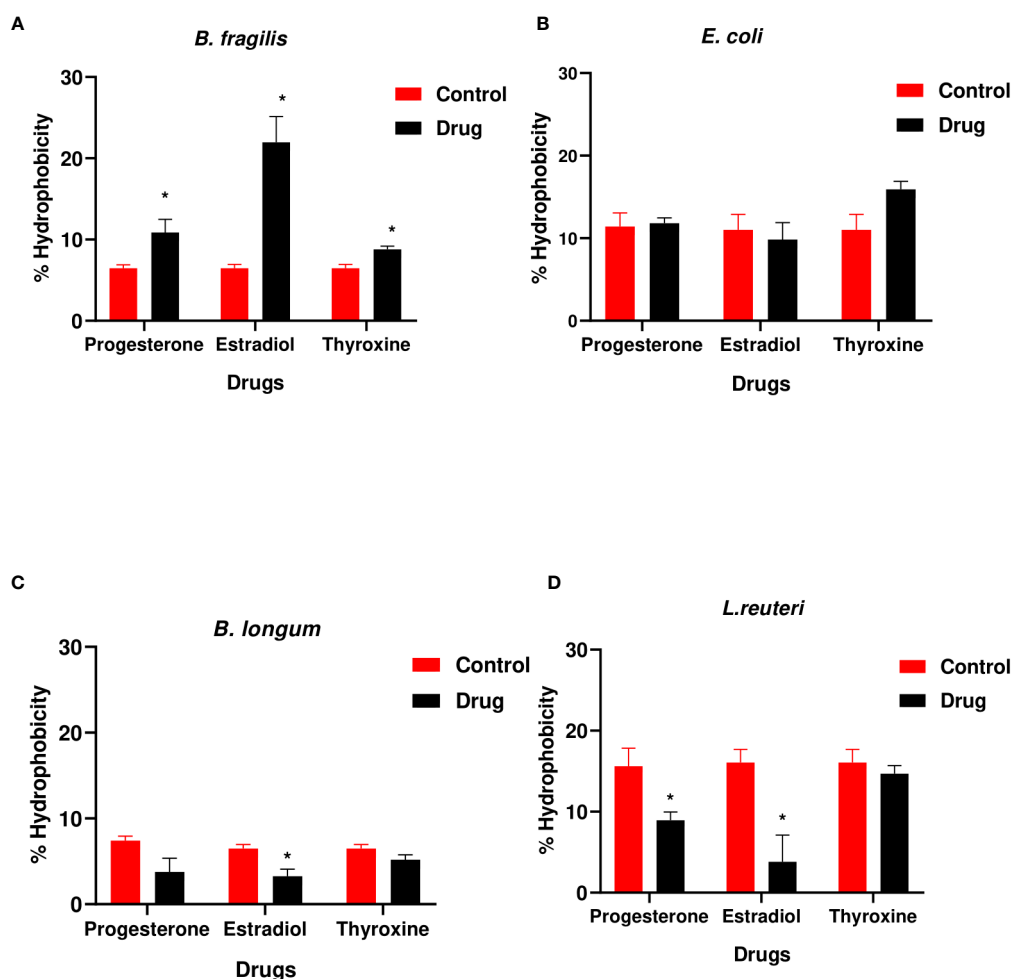 A
B. fragilis
% Hydrophobicity
30
20
10
0
Control
Drug
*
*
*
Progesterone Estradiol Thyroxine
Drugs
B
E. coli
% Hydrophobicity
30
20
10
0
Control
Drug
Progesterone Estradiol Thyroxine
Drugs
C
B. longum
% Hydrophobicity
30
20
10
0
Control
Drug
*
Progesterone Estradiol Thyroxine
Drugs
D
L.reuteri
% Hydrophobicity
30
20
10
0
Control
Drug
*
*
Progesterone Estradiol Thyroxine
Drugs